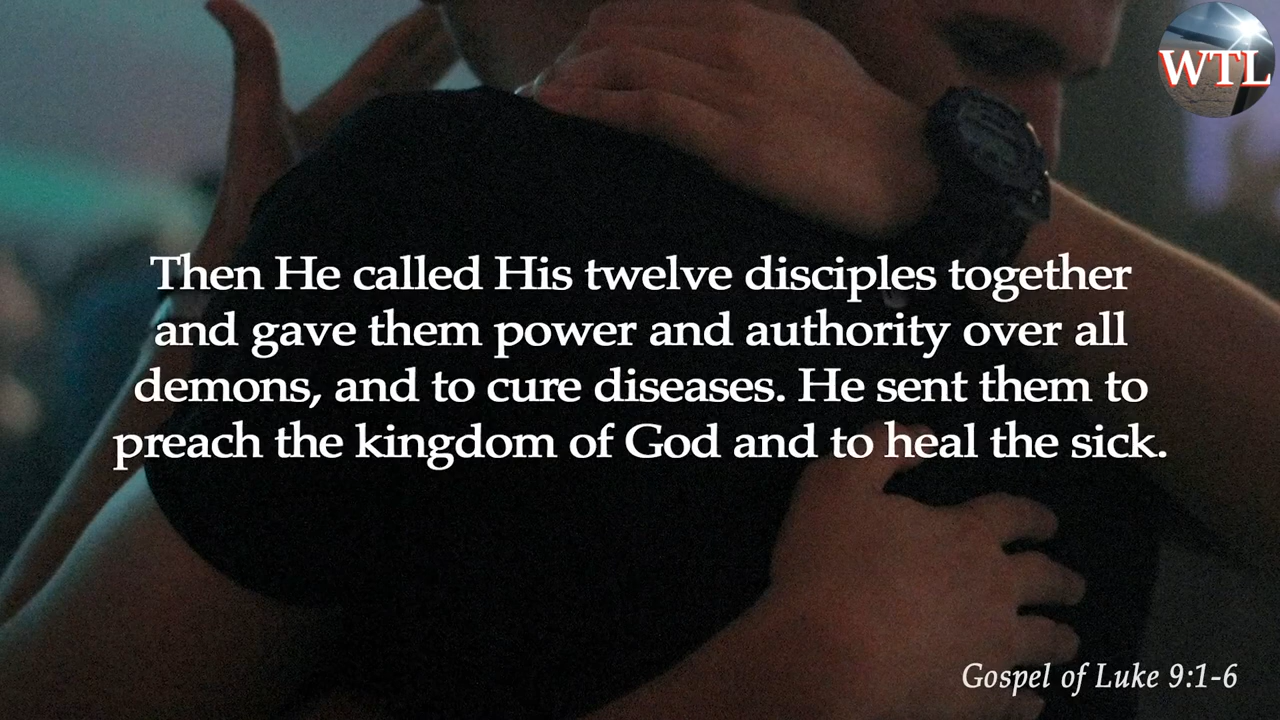 WTL
Then He called His twelve disciples together
and gave them power and authority over all
demons, and to cure diseases. He sent them to
preach the kingdom of God and to heal the sick.
Gospel of Luke 9:1-6